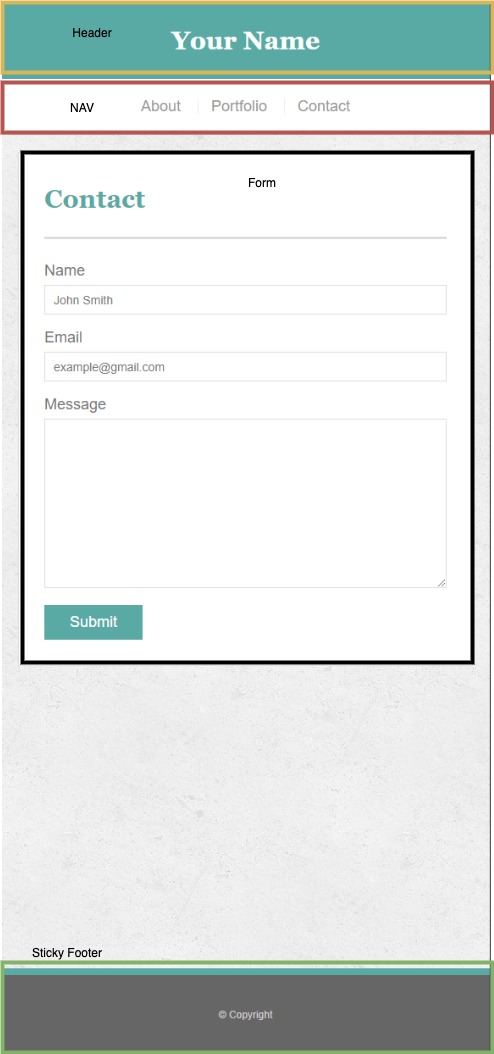 Header
Your Name
NAV
About Portfolio Contact
Form
Contact
Name
John Smith
Email
example@gmail.com
Message
Submit
Sticky Footer
© Copyright